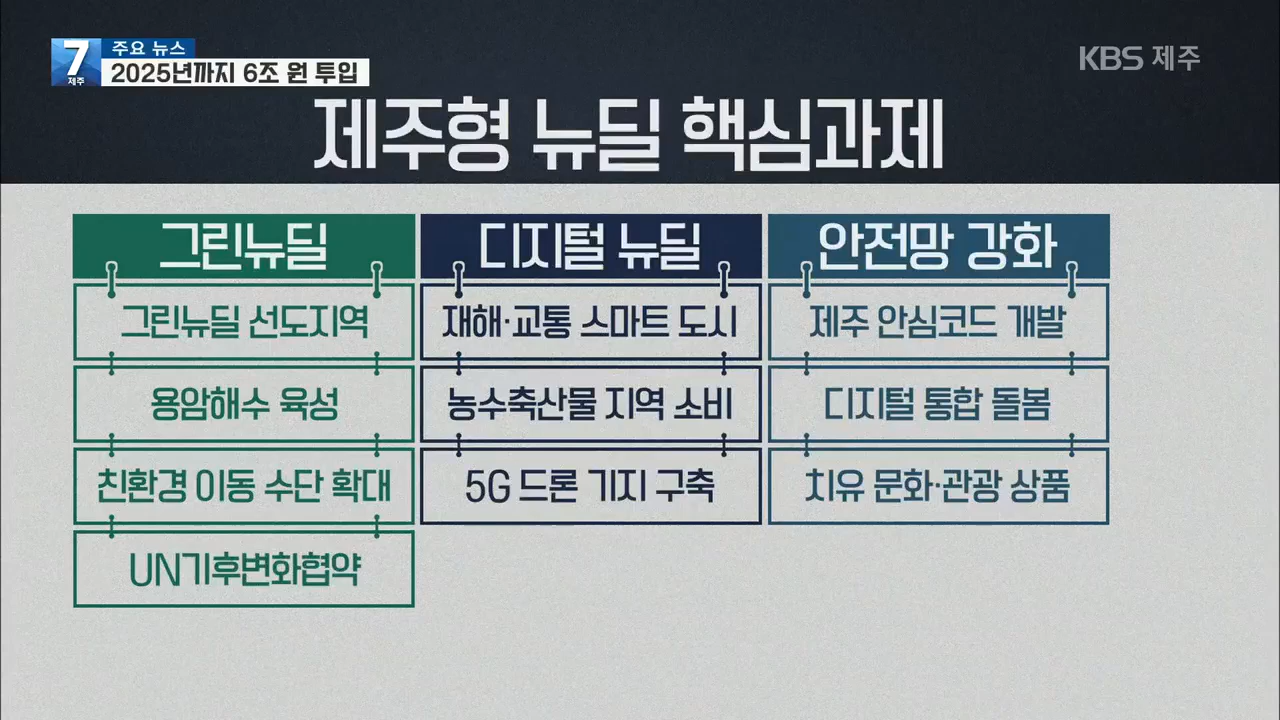 7
제주
주요 뉴스
2025년까지 6조 원 투입
KBS 제주
제주형 뉴딜 핵심과제
그린뉴딜
그린뉴딜 선도지역
용암해수 육성
친환경 이동 수단 확대
UN기후변화협약
디지털 뉴딜
재해·교통 스마트 도시
농수축산물 지역 소비
5G 드론 기지 구축
안전망 강화
제주 안심코드 개발
디지털 통합 돌봄
치유 문화·관광 상품